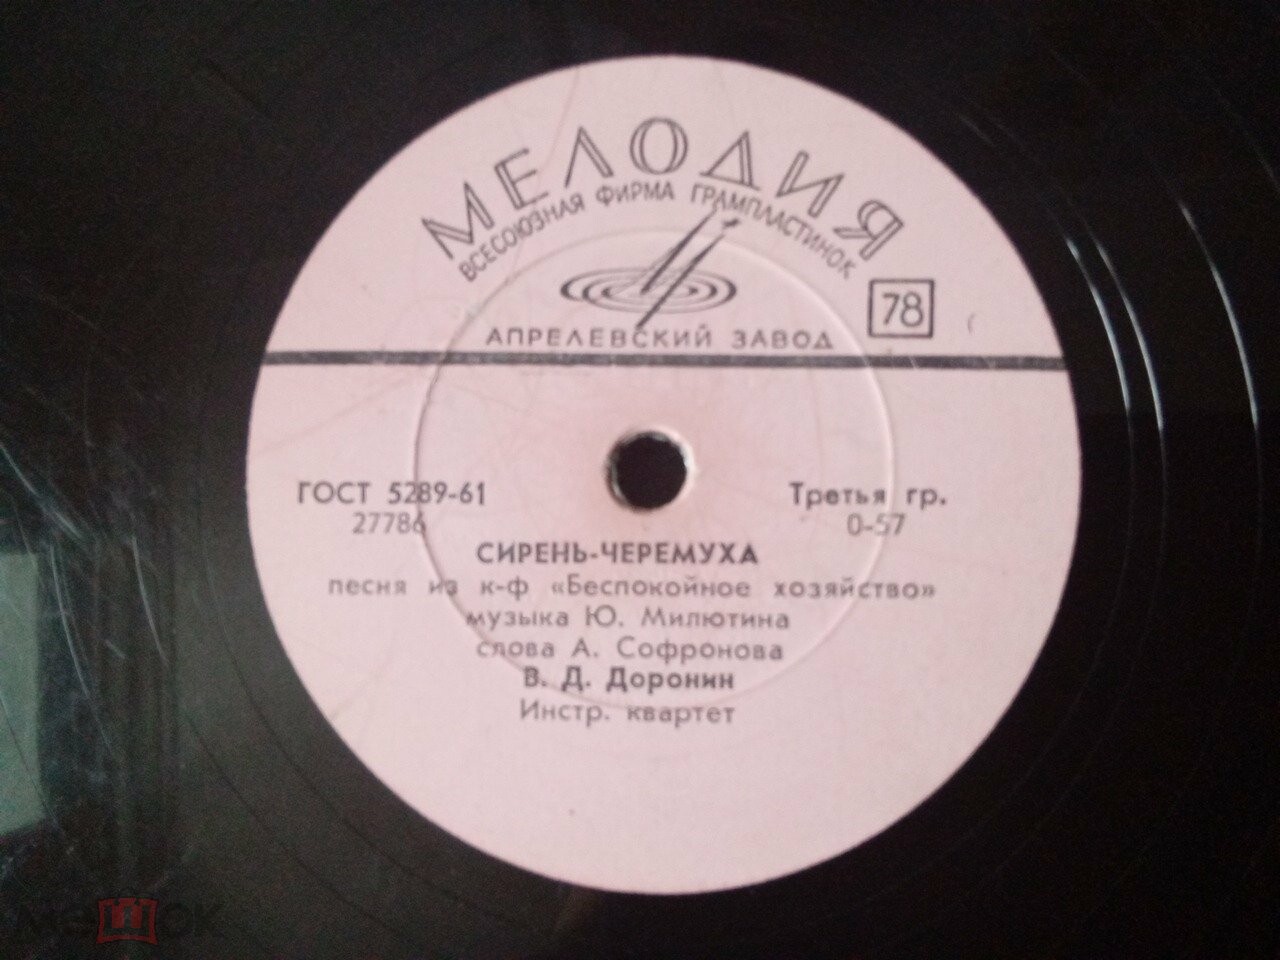 МЕЛОДИЯ
ВСЕСОЮЗНАЯ ФИРМА ГРАМПЛАСТИНОК
78
АПРЕЛЕВСКИЙ ЗАВОД
ГОСТ 5289-61 Третья гр.
27786 0-57
СИРЕНЬ-ЧЕРЕМУХА
песня из к-ф «Беспокойное хозяйство»
музыка Ю. Милютина
слова А. Софронова
В. Д. Доронин
Инстр. квартет
мешок